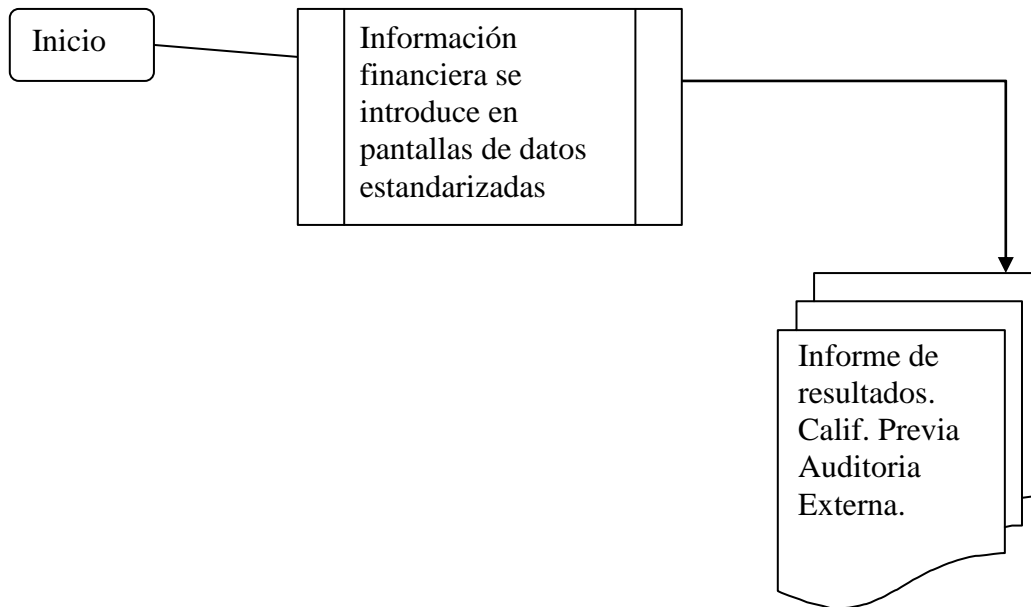 Inicio
Información
financiera se
introduce en
pantallas de datos
estandarizadas
Informe de
resultados.
Calif. Previa
Auditoria
Externa.